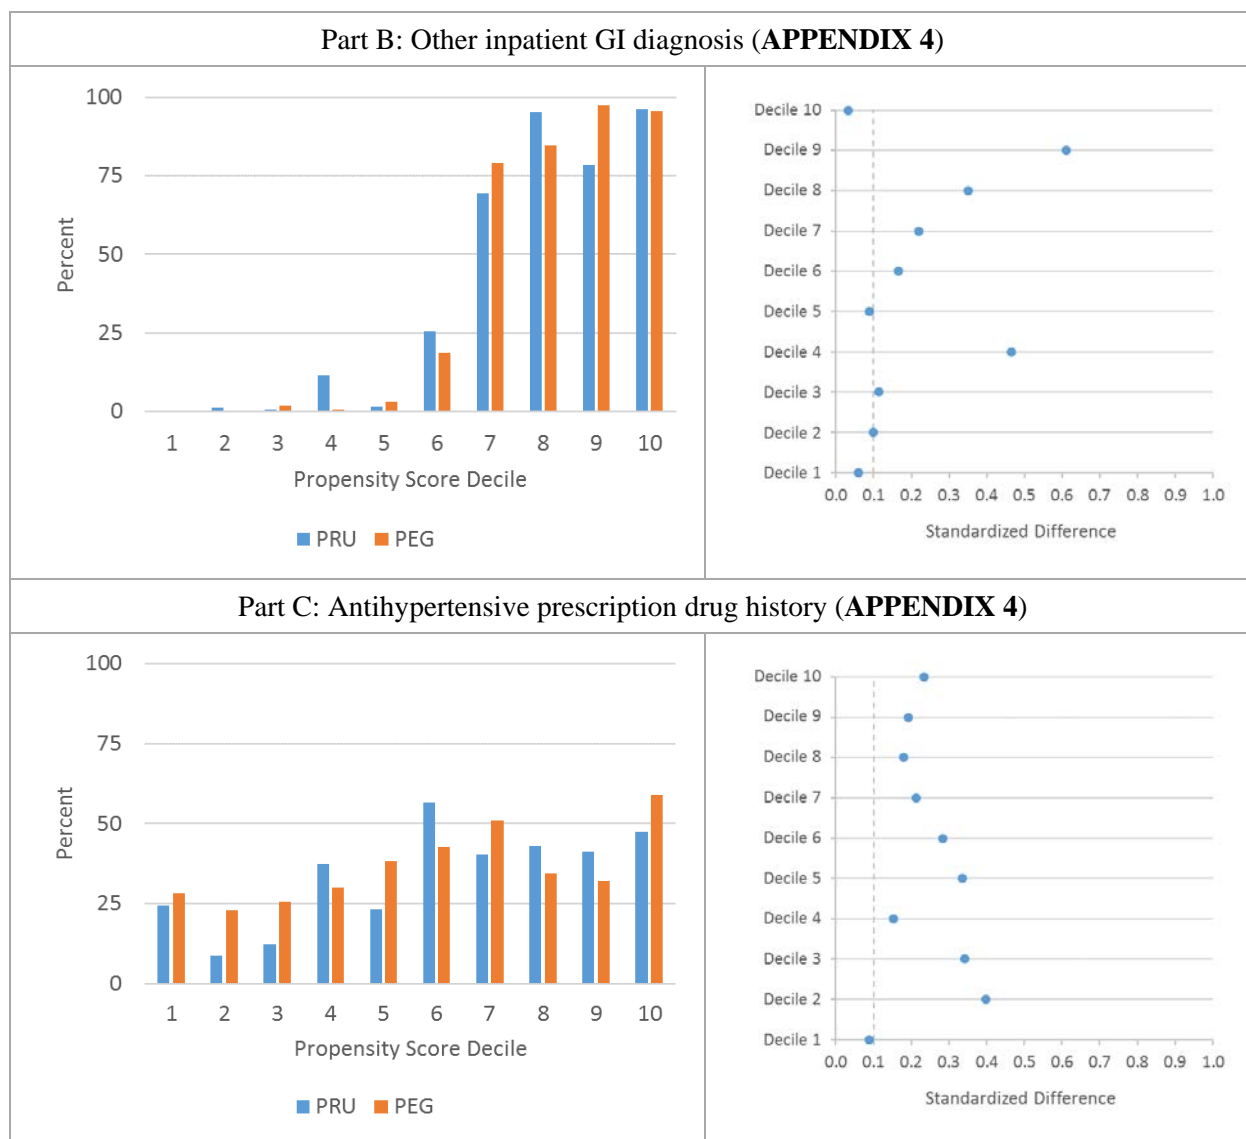 Part B: Other inpatient GI diagnosis (APPENDIX 4)
100
75
50
25
0
Percent
1 2 3 4 5 6 7 8 9 10
Propensity Score Decile
PRU PEG
Decile 10
Decile 9
Decile 8
Decile 7
Decile 6
Decile 5
Decile 4
Decile 3
Decile 2
Decile 1
0.0 0.1 0.2 0.3 0.4 0.5 0.6 0.7 0.8 0.9 1.0
Standardized Difference
Part C: Antihypertensive prescription drug history (APPENDIX 4)
100
75
50
25
0
Percent
1 2 3 4 5 6 7 8 9 10
Propensity Score Decile
PRU PEG
Decile 10
Decile 9
Decile 8
Decile 7
Decile 6
Decile 5
Decile 4
Decile 3
Decile 2
Decile 1
0.0 0.1 0.2 0.3 0.4 0.5 0.6 0.7 0.8 0.9 1.0
Standardized Difference